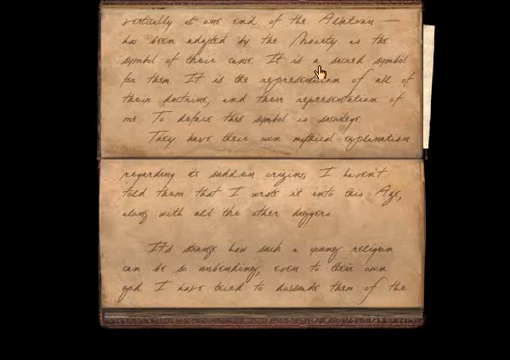 vertically at one end of the Allatwan —
has been adopted by the Moiety as the
symbol of their cause. It is a sacred symbol
for them. It is the representation of all of
their doctrine, and their representation of
me. To deface this symbol is sacrilege.
They have their own mythical explanation
regarding its sudden origins; I haven't
told them that I wrote it into this Age,
along with all the other daggers.
It's strange how such a young religion
can be so unbending, even to their own
god. I have tried to dissuade them of the